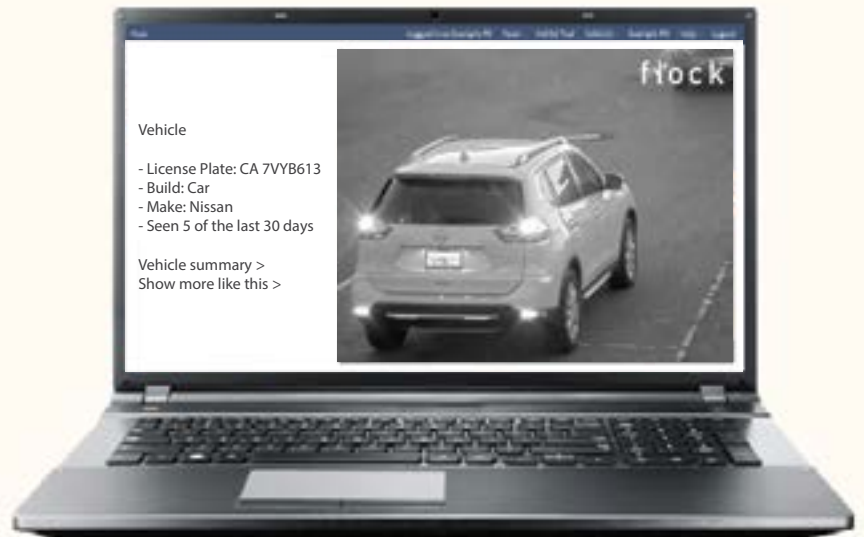 Vehicle
- License Plate: CA 7VYB613
- Build: Car
- Make: Nissan
- Seen 5 of the last 30 days
Vehicle summary >
Show more like this >
flock